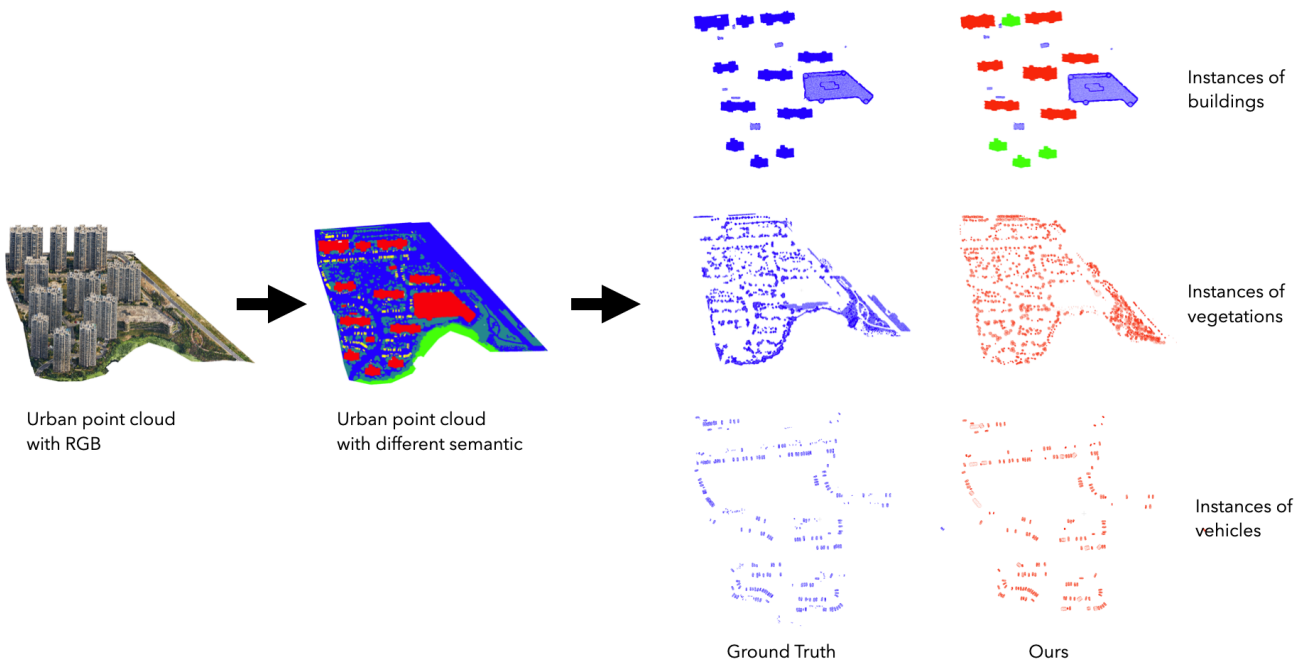 Instances of
buildings
Instances of
vegetations
Urban point cloud
with RGB
Urban point cloud
with different semantic
Instances of
vehicles
Ground Truth
Ours